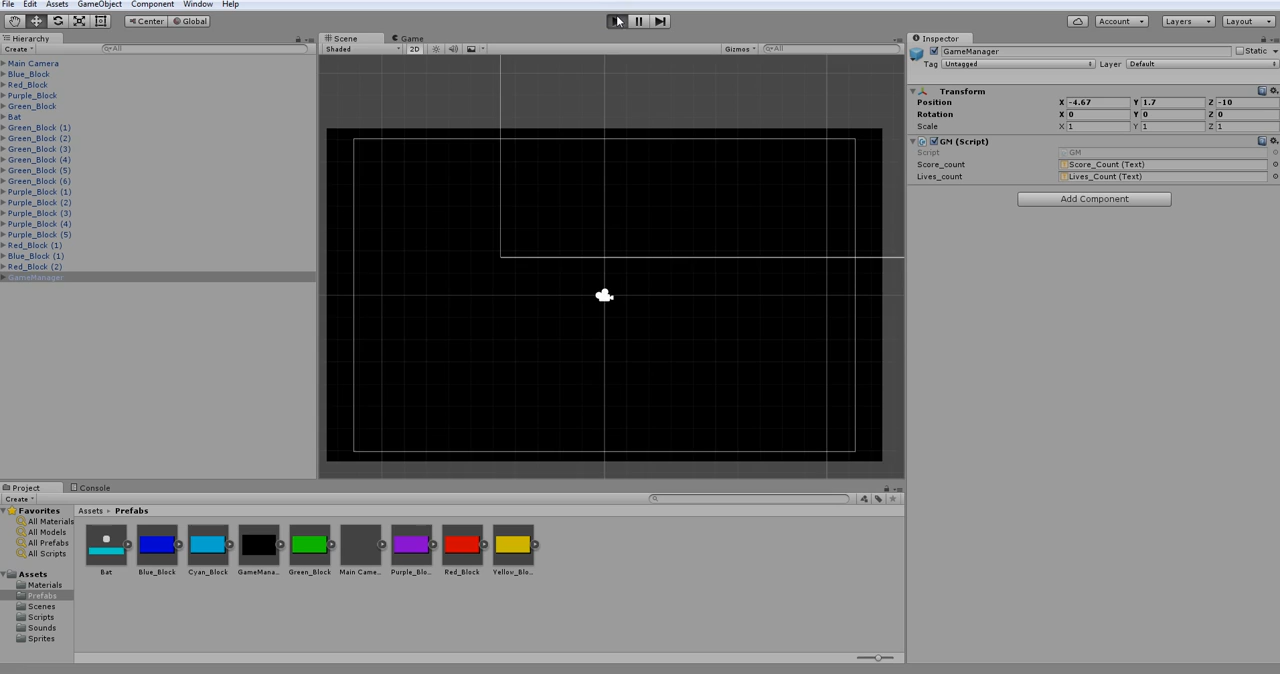 File Edit Assets GameObject Component Window Help
Center Global Account Layers Layout
Hierarchy
Create All
Main Camera
Blue_Block
Red_Block
Purple_Block
Green_Block
Bat
Green_Block (1)
Green_Block (2)
Green_Block (3)
Green_Block (4)
Green_Block (5)
Green_Block (6)
Purple_Block (1)
Purple_Block (2)
Purple_Block (3)
Purple_Block (4)
Purple_Block (5)
Red_Block (1)
Blue_Block (1)
Red_Block (2)
GameManager
Scene Game
Shaded 2D Gizmos All
Inspector
GameManager Static
Tag Untagged Layer Default
Transform
Position X -4.67 Y 1.7 Z -10
Rotation X 0 Y 0 Z 0
Scale X 1 Y 1 Z 1
GM (Script)
Script GM
Score_count Score_Count (Text)
Lives_count Lives_Count (Text)
Add Component
Project Console
Create
Favorites
All Materials
All Models
All Prefabs
All Scripts
Assets
Materials
Prefabs
Scenes
Scripts
Sounds
Sprites
Assets Prefabs
Bat Blue_Block Cyan_Block GameMana... Green_Block Main Came... Purple_Blo... Red_Block Yellow_Blo...